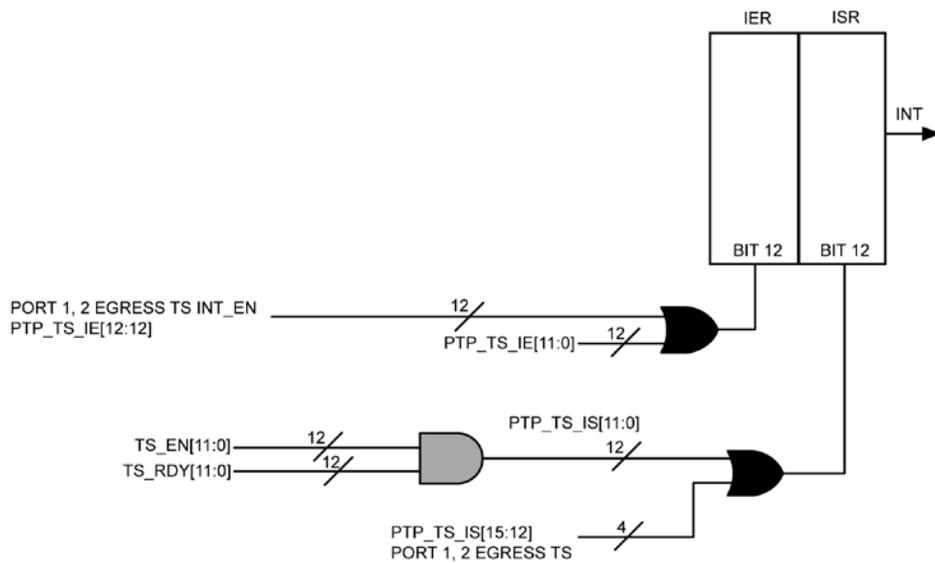 IER
ISR
INT
BIT 12
BIT 12
PORT 1, 2 EGRESS TS INT_EN
PTP_TS_IE[12:12]
12
PTP_TS_IE[11:0]
12
TS_EN[11:0]
12
TS_RDY[11:0]
12
PTP_TS_IS[11:0]
12
PTP_TS_IS[15:12]
PORT 1, 2 EGRESS TS
4